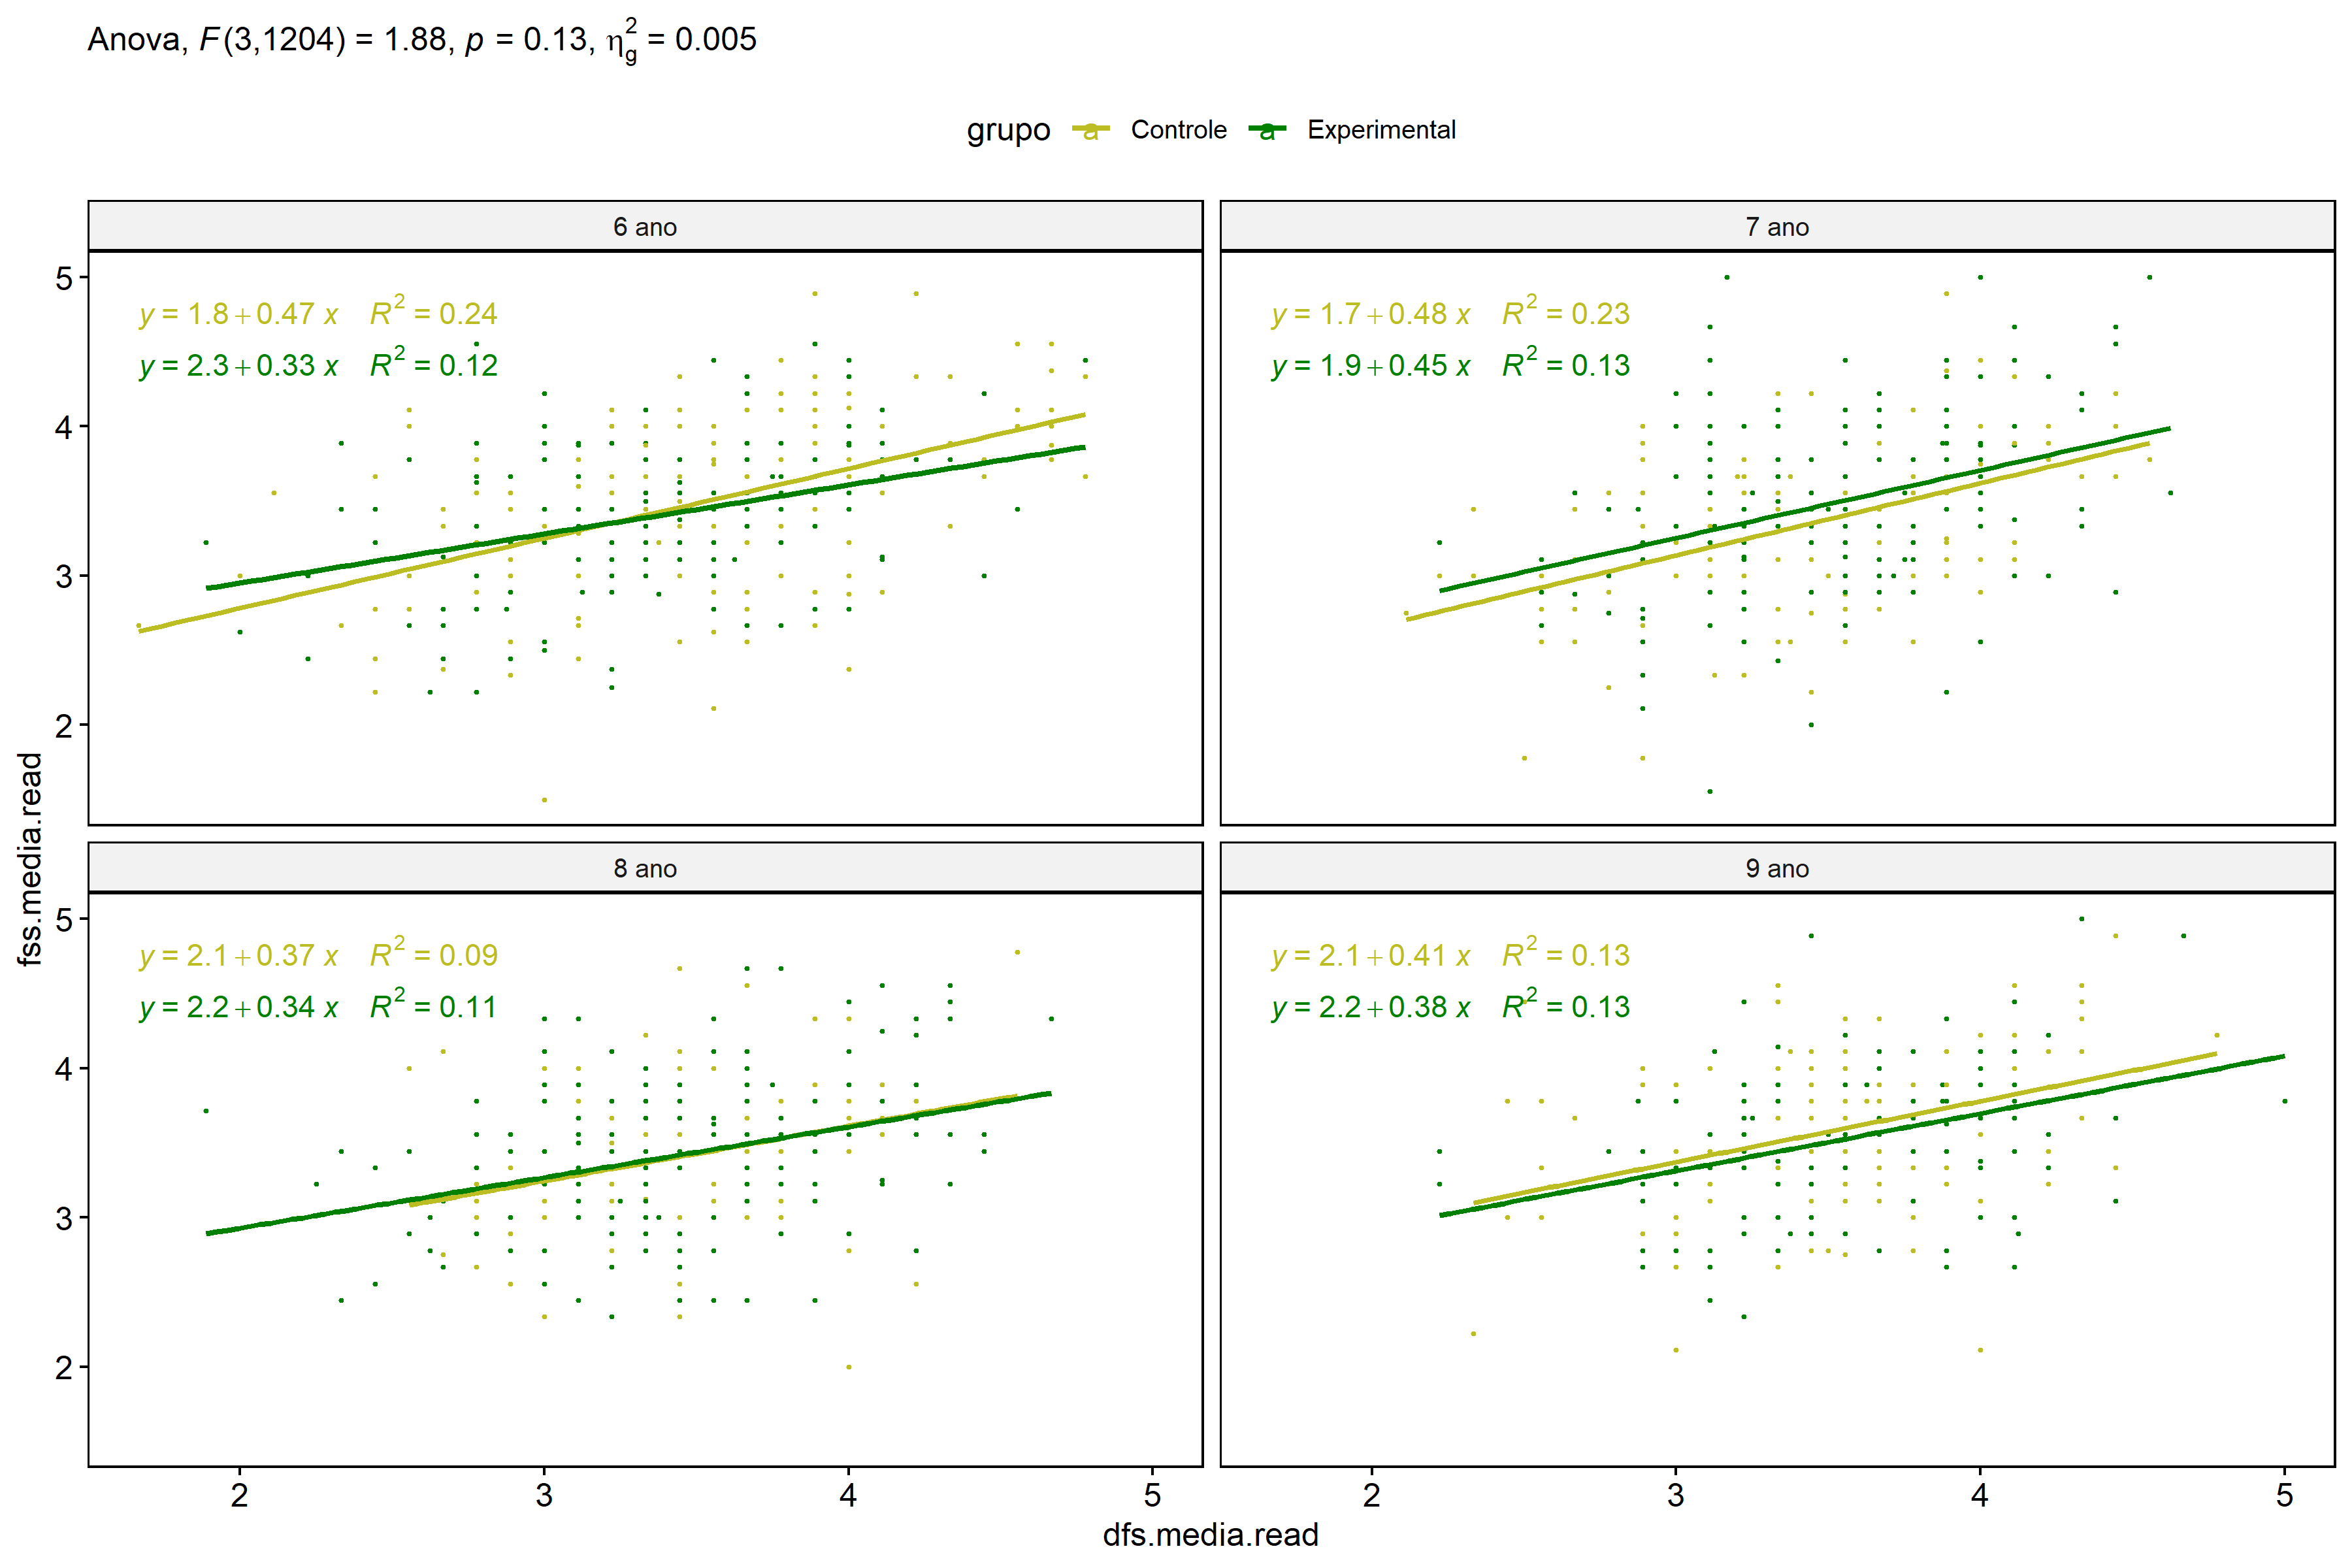 Anova, F(3,1204) = 1.88, p = 0.13, η²g = 0.005
grupo a Controle a Experimental
6 ano
7 ano
5
4
3
2
y = 1.8+0.47 x R² = 0.24
y = 2.3+0.33 x R² = 0.12
y = 1.7+0.48 x R² = 0.23
y = 1.9+0.45 x R² = 0.13
fss.media.read
8 ano
9 ano
5
4
3
2
y = 2.1+0.37 x R² = 0.09
y = 2.2+0.34 x R² = 0.11
y = 2.1+0.41 x R² = 0.13
y = 2.2+0.38 x R² = 0.13
2 3 4 5
2 3 4 5
dfs.media.read